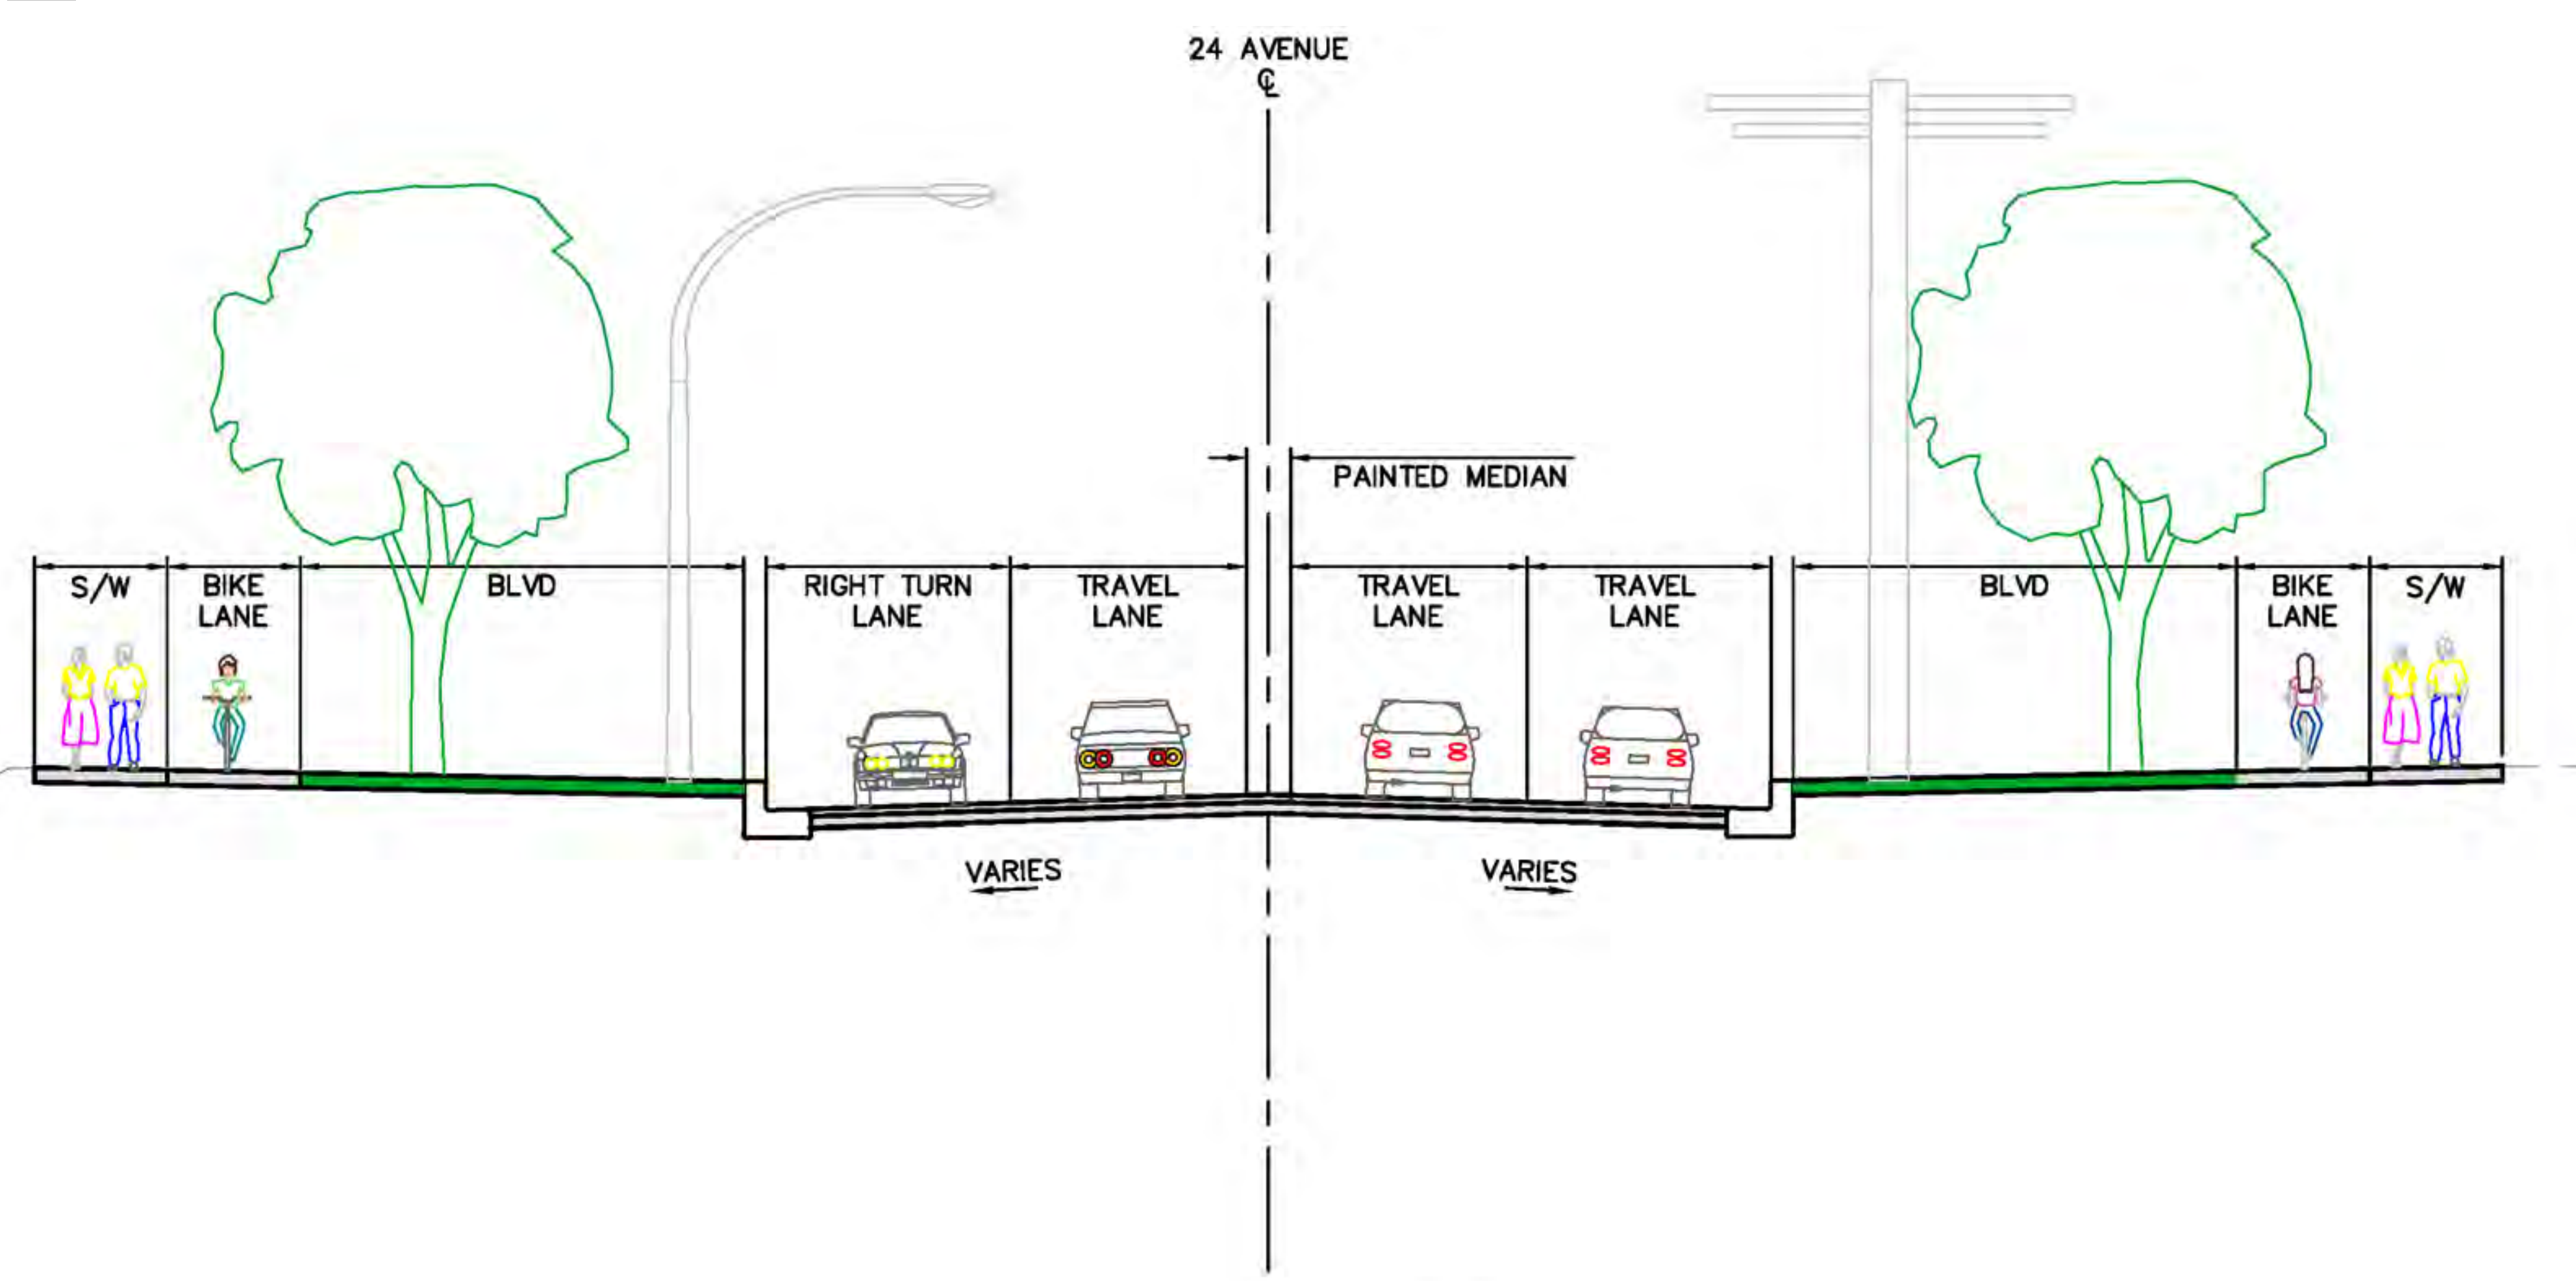 24 AVENUE
℄
PAINTED MEDIAN
S/W
BIKE
LANE
BLVD
RIGHT TURN
LANE
TRAVEL
LANE
TRAVEL
LANE
TRAVEL
LANE
BLVD
BIKE
LANE
S/W
VARIES
VARIES